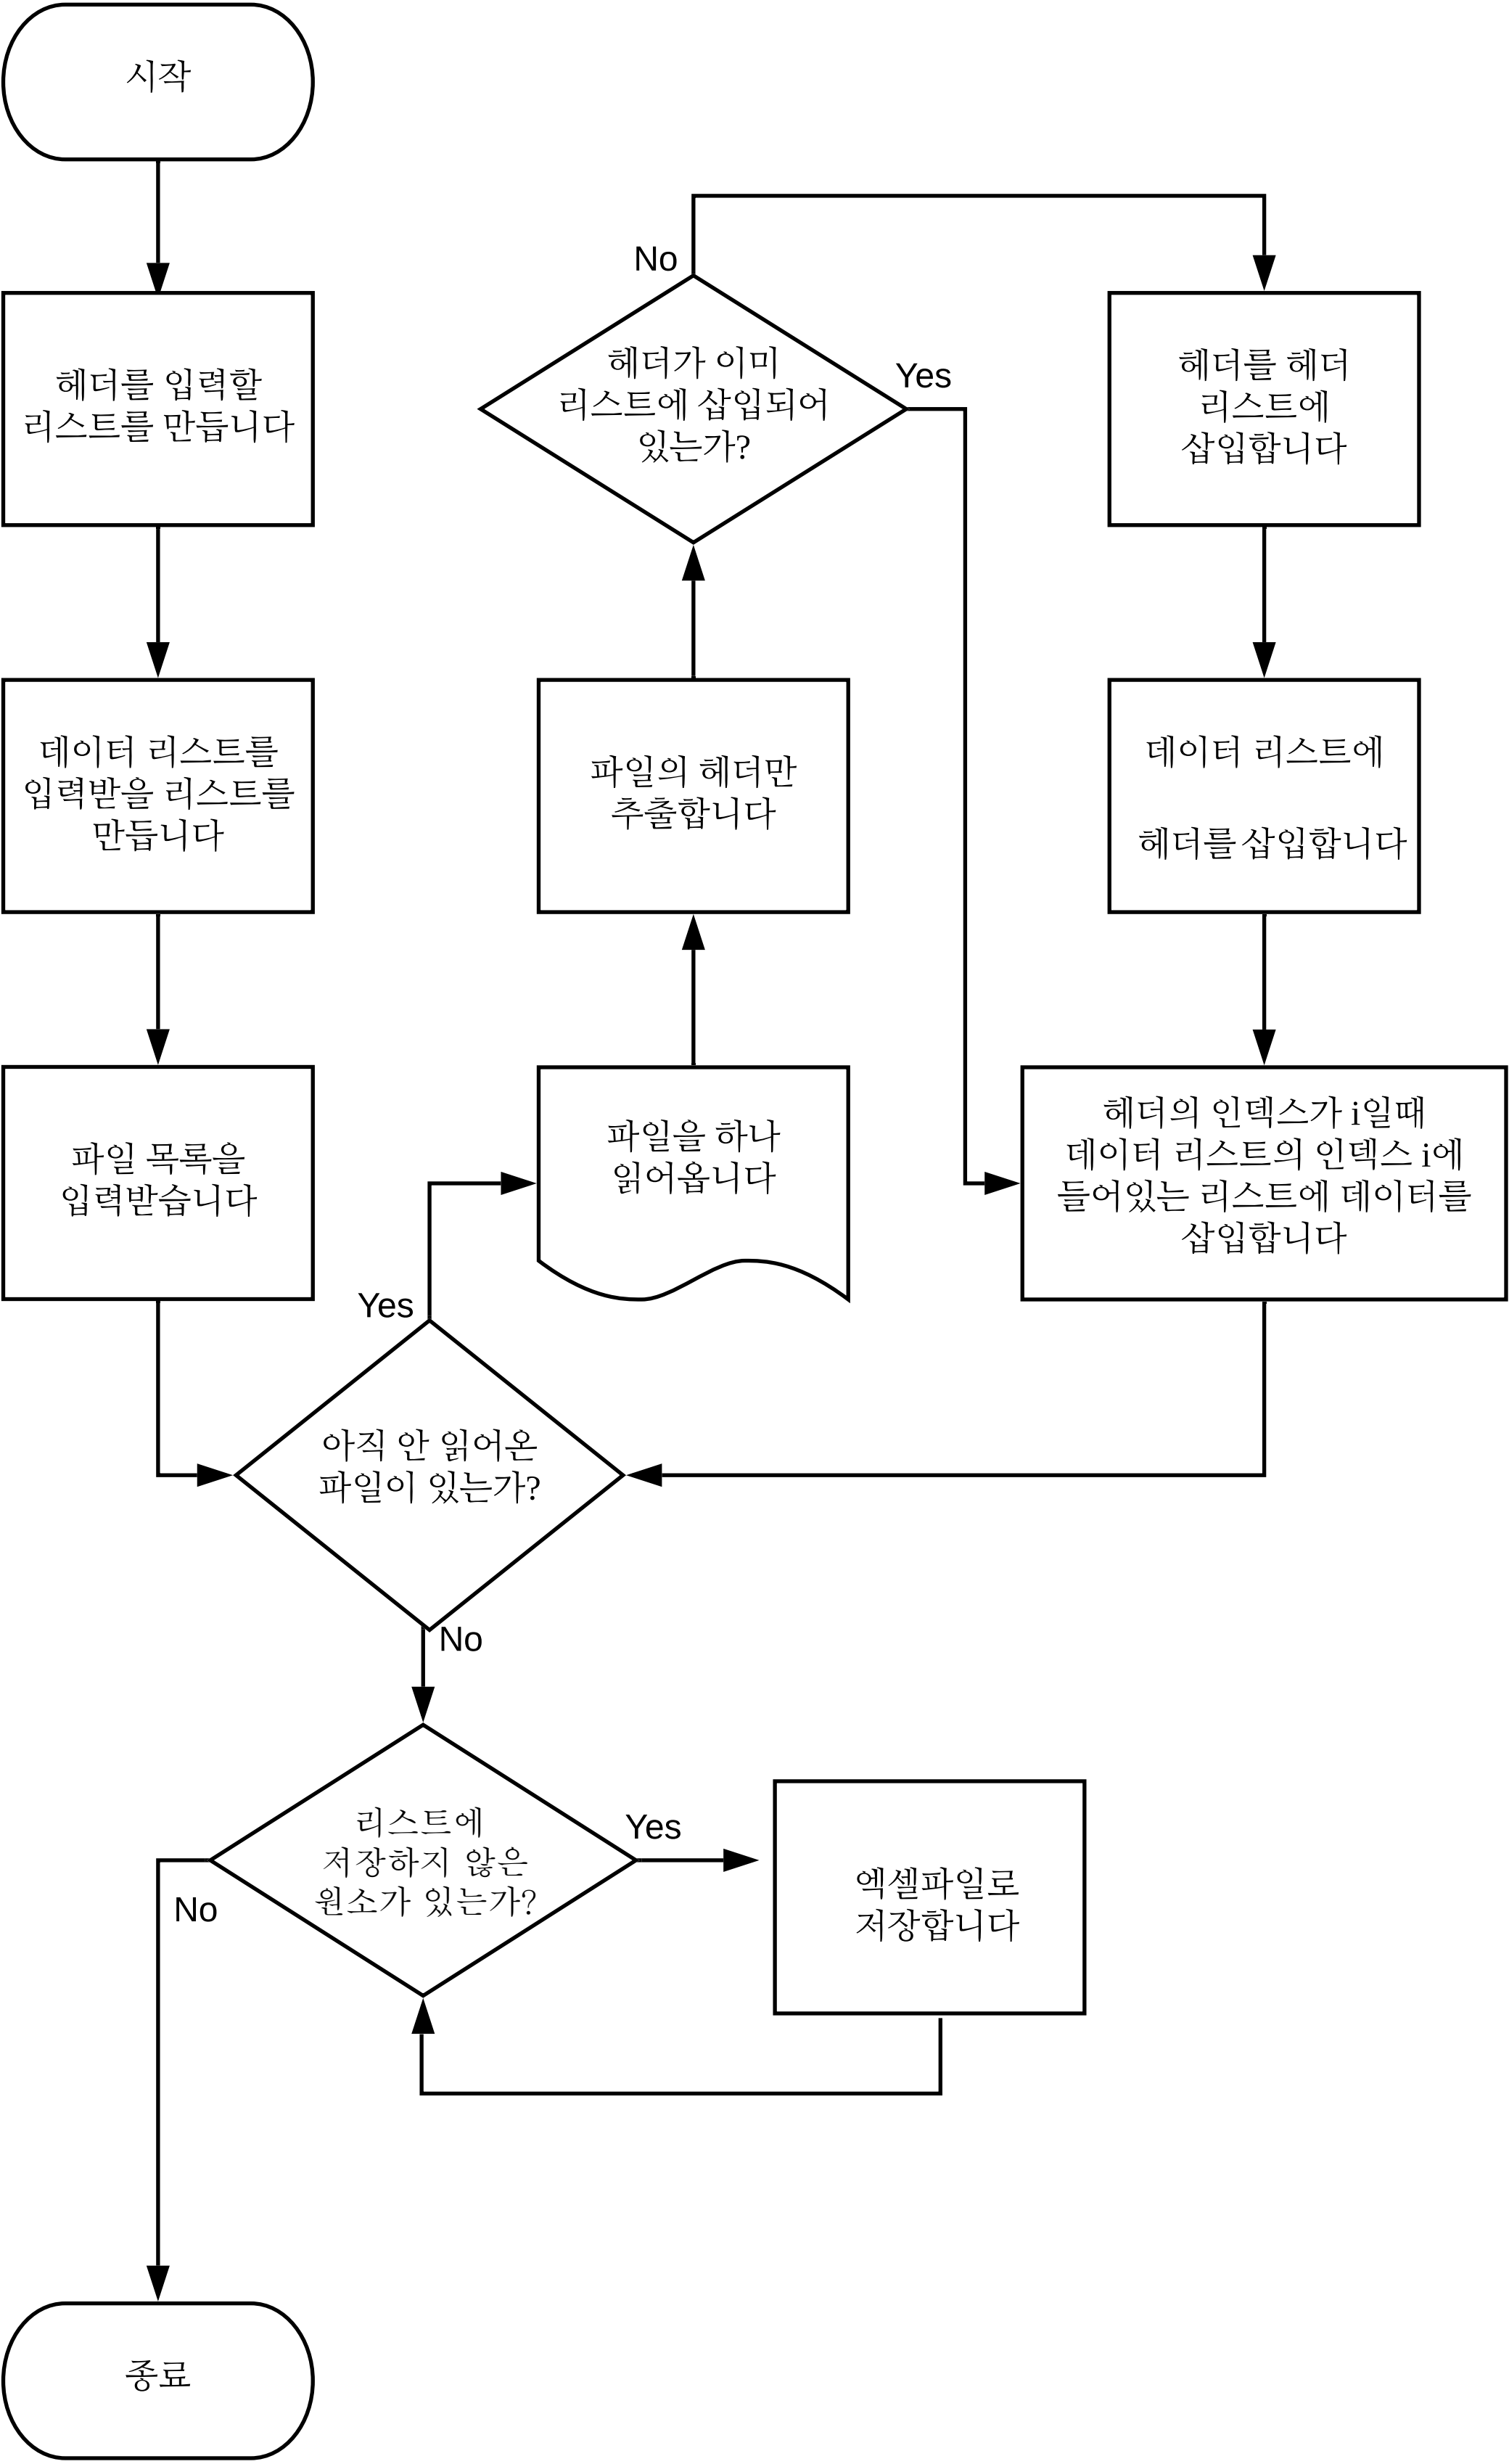 시작
헤더를 입력할
리스트를 만듭니다
데이터 리스트를
입력받을 리스트를
만듭니다
파일 목록을
입력받습니다
아직 안 읽어온
파일이 있는가?
Yes
No
파일을 하나
읽어옵니다
파일의 헤더만
추출합니다
헤더가 이미
리스트에 삽입되어
있는가?
No
Yes
헤더를 헤더
리스트에
삽입합니다
데이터 리스트에
헤더를 삽입합니다
헤더의 인덱스가 i일때
데이터 리스트의 인덱스 i에
들어있는 리스트에 데이터를
삽입합니다
리스트에
저장하지 않은
원소가 있는가?
Yes
No
엑셀파일로
저장합니다
종료